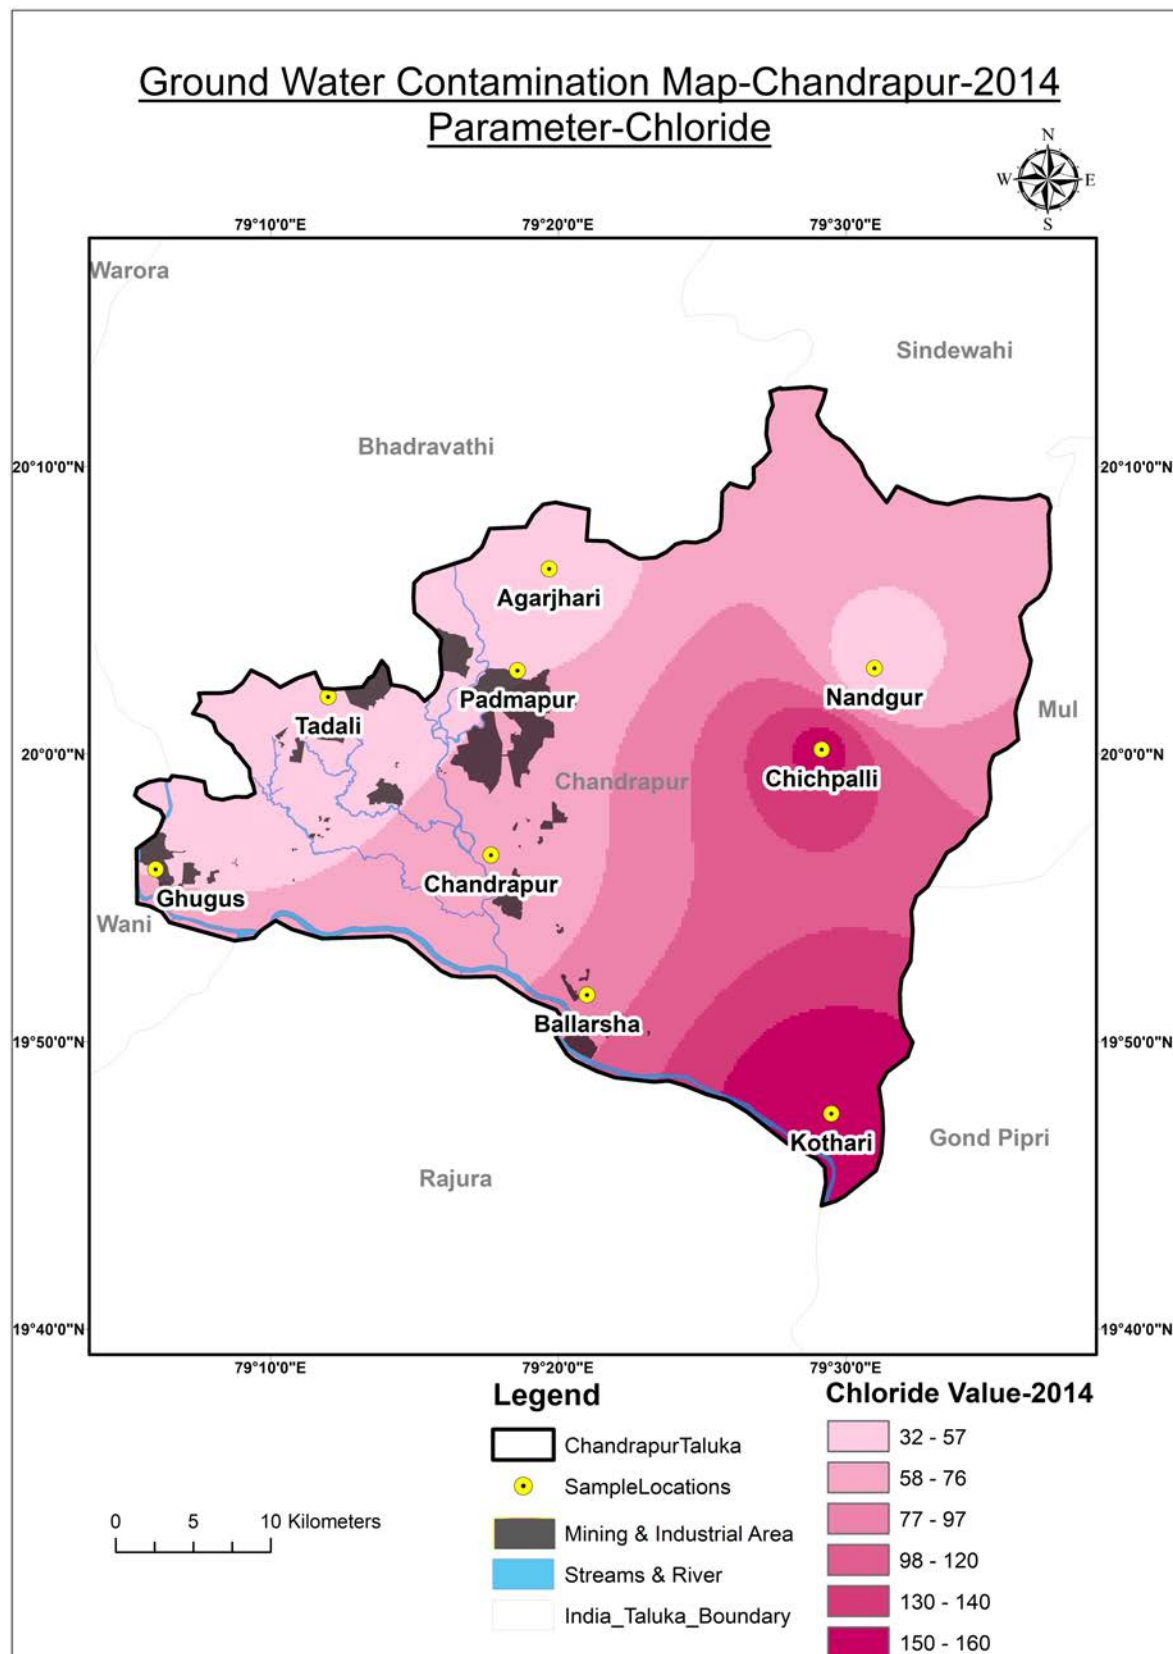 Ground Water Contamination Map-Chandrapur-2014
Parameter-Chloride
N
W E
S
79°10'0"E 79°20'0"E 79°30'0"E
Warora
Sindewahi
Bhadravathi
20°10'0"N 20°10'0"N
Agarjhari
Padmapur
Nandgur
Tadali
Mul
20°0'0"N 20°0'0"N
Chichpalli
Chandrapur
Chandrapur
Ghugus
Wani
Ballarsha
19°50'0"N 19°50'0"N
Kothari
Gond Pipri
Rajura
19°40'0"N 19°40'0"N
79°10'0"E 79°20'0"E 79°30'0"E
Legend
ChandrapurTaluka
SampleLocations
Mining & Industrial Area
Streams & River
India_Taluka_Boundary
0 5 10 Kilometers
Chloride Value-2014
32 - 57
58 - 76
77 - 97
98 - 120
130 - 140
150 - 160